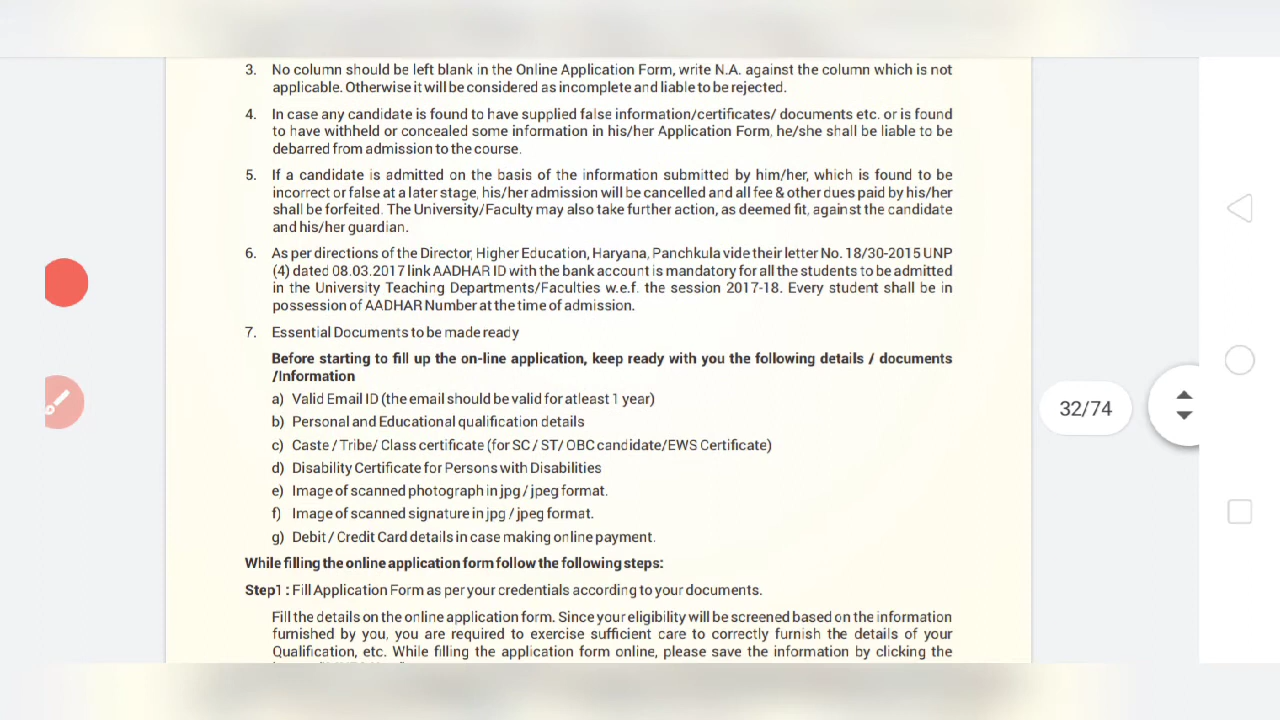 3. No column should be left blank in the Online Application Form, write N.A. against the column which is not
applicable. Otherwise it will be considered as incomplete and liable to be rejected.
4. In case any candidate is found to have supplied false information/certificates/ documents etc. or is found
to have withheld or concealed some information in his/her Application Form, he/she shall be liable to be
debarred from admission to the course.
5. If a candidate is admitted on the basis of the information submitted by him/her, which is found to be
incorrect or false at a later stage, his/her admission will be cancelled and all fee & other dues paid by his/her
shall be forfeited. The University/Faculty may also take further action, as deemed fit, against the candidate
and his/her guardian.
6. As per directions of the Director, Higher Education, Haryana, Panchkula vide their letter No. 18/30-2015 UNP
(4) dated 08.03.2017 link AADHAR ID with the bank account is mandatory for all the students to be admitted
in the University Teaching Departments/Faculties w.e.f. the session 2017-18. Every student shall be in
possession of AADHAR Number at the time of admission.
7. Essential Documents to be made ready
Before starting to fill up the on-line application, keep ready with you the following details / documents
/Information
a) Valid Email ID (the email should be valid for atleast 1 year)
b) Personal and Educational qualification details
c) Caste / Tribe/ Class certificate (for SC / ST/ OBC candidate/EWS Certificate)
32/74
d) Disability Certificate for Persons with Disabilities
e) Image of scanned photograph in jpg / jpeg format.
f) Image of scanned signature in jpg / jpeg format.
g) Debit / Credit Card details in case making online payment.
While filling the online application form follow the following steps:
Step1 : Fill Application Form as per your credentials according to your documents.
Fill the details on the online application form. Since your eligibility will be screened based on the information
furnished by you, you are required to exercise sufficient care to correctly furnish the details of your
Qualification, etc. While filling the application form online, please save the information by clicking the